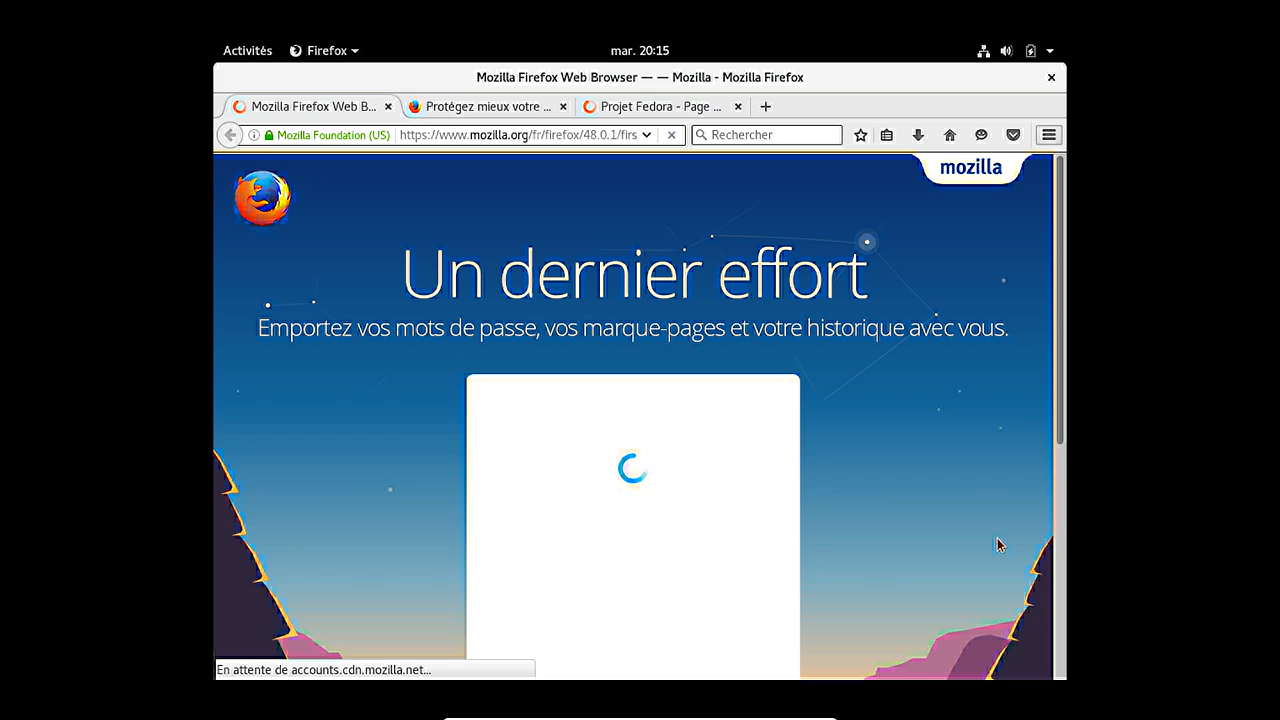 Activités Firefox mar. 20:15
Mozilla Firefox Web Browser — — Mozilla - Mozilla Firefox
Mozilla Firefox Web B... Protégez mieux votre ... Projet Fedora - Page ...
Mozilla Foundation (US) https://www.mozilla.org/fr/firefox/48.0.1/firs Rechercher
mozilla
Un dernier effort
Emportez vos mots de passe, vos marque-pages et votre historique avec vous.
En attente de accounts.cdn.mozilla.net...